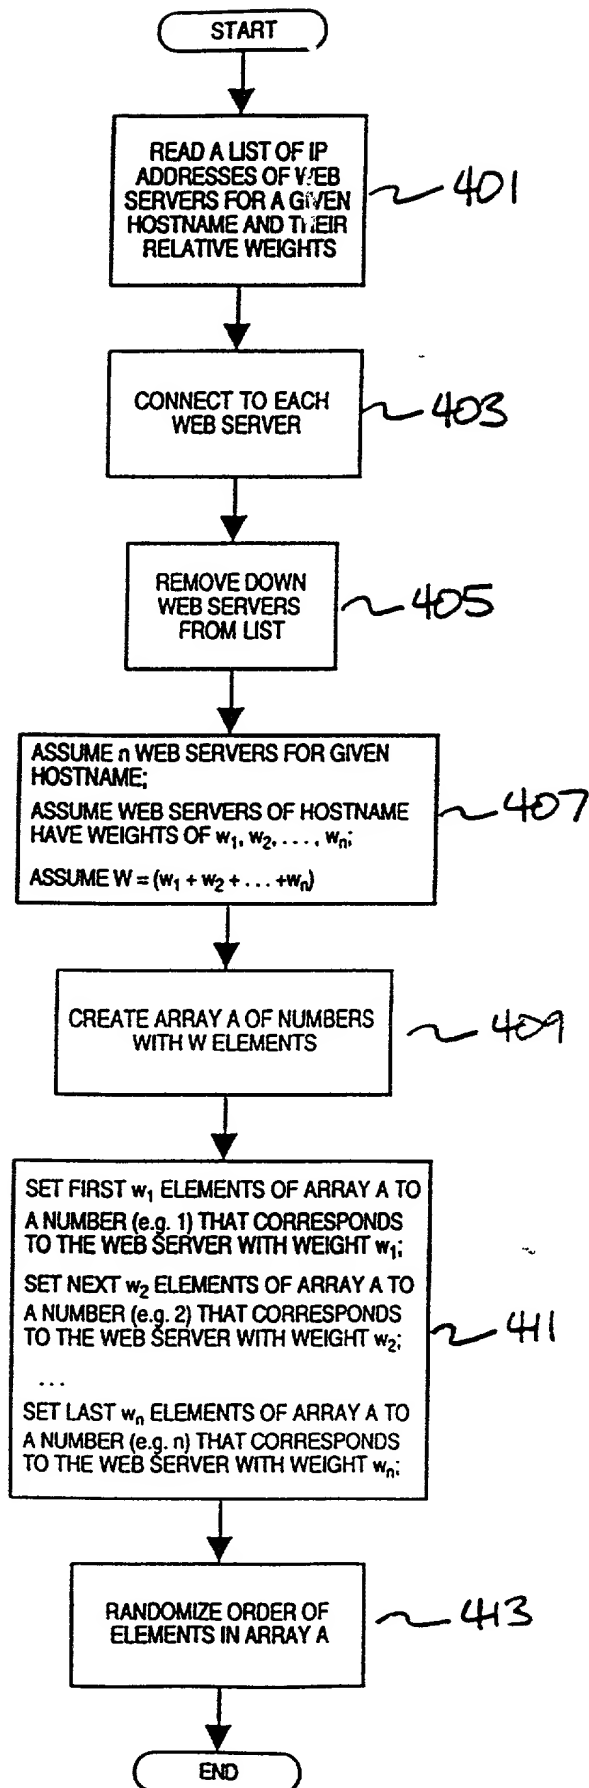 START
READ A LIST OF IP
ADDRESSES OF WEB
SERVERS FOR A GIVEN
HOSTNAME AND THEIR
RELATIVE WEIGHTS
401
CONNECT TO EACH
WEB SERVER
403
REMOVE DOWN
WEB SERVERS
FROM LIST
405
ASSUME n WEB SERVERS FOR GIVEN
HOSTNAME;
ASSUME WEB SERVERS OF HOSTNAME
HAVE WEIGHTS OF w₁, w₂, . . . , wₙ;
ASSUME W = (w₁ + w₂ + . . . +wₙ)
407
CREATE ARRAY A OF NUMBERS
WITH W ELEMENTS
409
SET FIRST w₁ ELEMENTS OF ARRAY A TO
A NUMBER (e.g. 1) THAT CORRESPONDS
TO THE WEB SERVER WITH WEIGHT w₁;
SET NEXT w₂ ELEMENTS OF ARRAY A TO
A NUMBER (e.g. 2) THAT CORRESPONDS
TO THE WEB SERVER WITH WEIGHT w₂;
. . .
SET LAST wₙ ELEMENTS OF ARRAY A TO
A NUMBER (e.g. n) THAT CORRESPONDS
TO THE WEB SERVER WITH WEIGHT wₙ;
411
RANDOMIZE ORDER OF
ELEMENTS IN ARRAY A
413
END